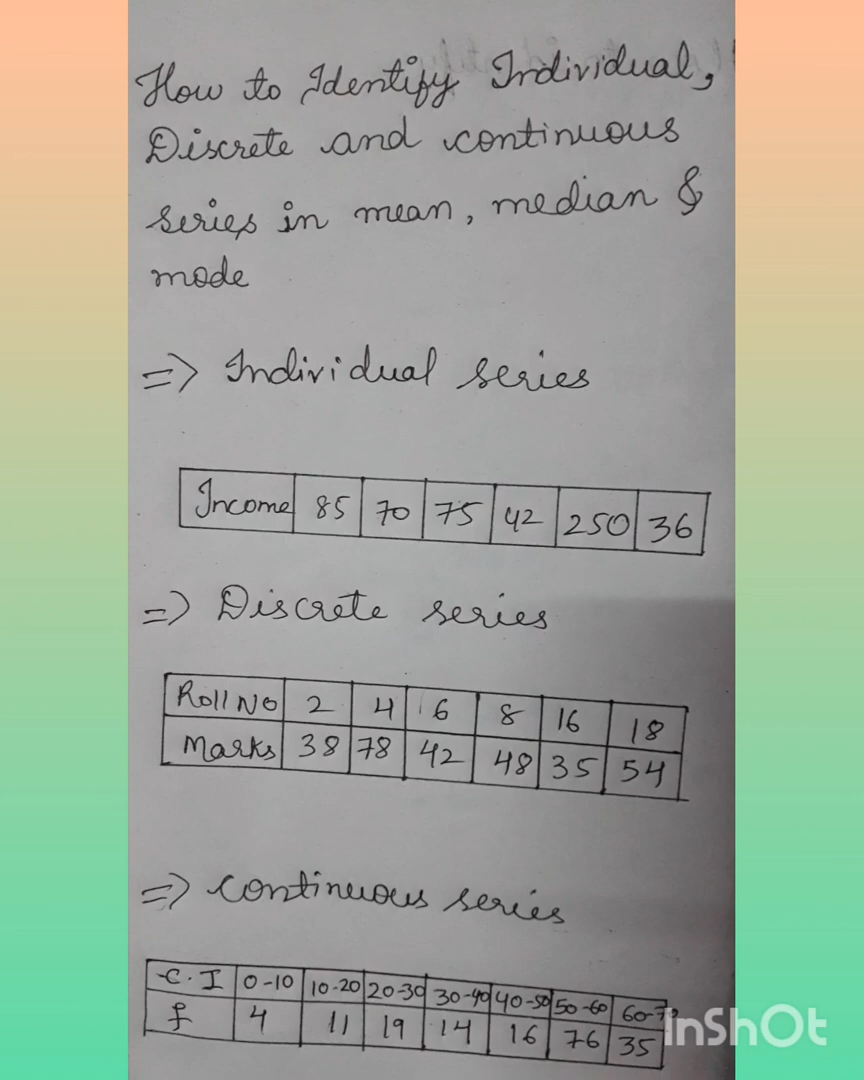 How to Identify Individual,
Discrete and continuous
series in mean, median &
mode
=> Individual series
Income 85 70 75 42 250 36
=> Discrete series
Roll No 2 4 6 8 16 18
Marks 38 78 42 48 35 54
=> continuous series
C.I 0-10 10-20 20-30 30-40 40-50 50-60 60-70
f 4 11 19 14 16 76 35
InShOt